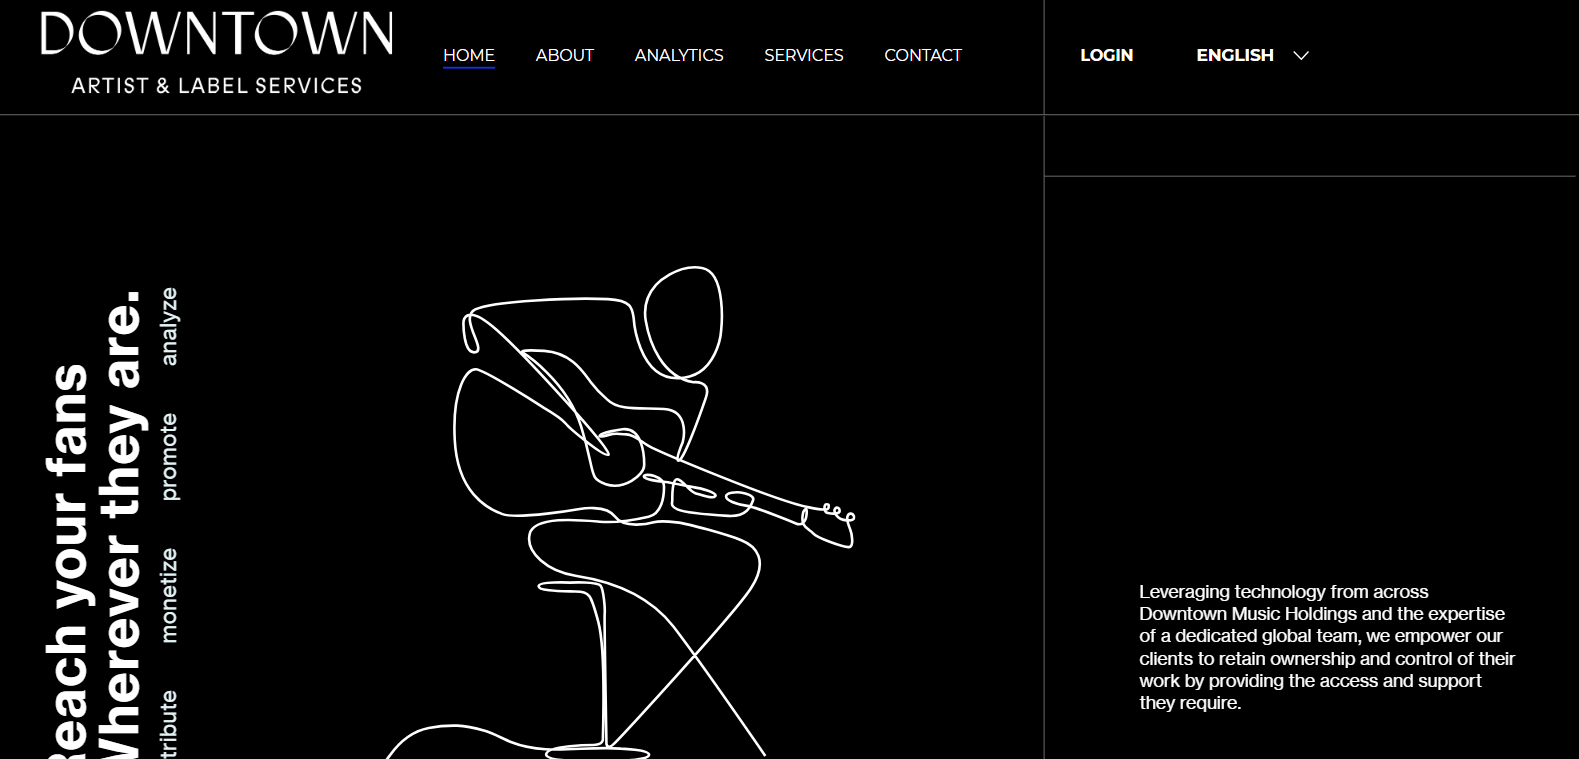 DOWNTOWN
ARTIST & LABEL SERVICES
HOME ABOUT ANALYTICS SERVICES CONTACT
LOGIN ENGLISH
Reach your fans
Wherever they are.
tribute monetize promote analyze
Leveraging technology from across
Downtown Music Holdings and the expertise
of a dedicated global team, we empower our
clients to retain ownership and control of their
work by providing the access and support
they require.